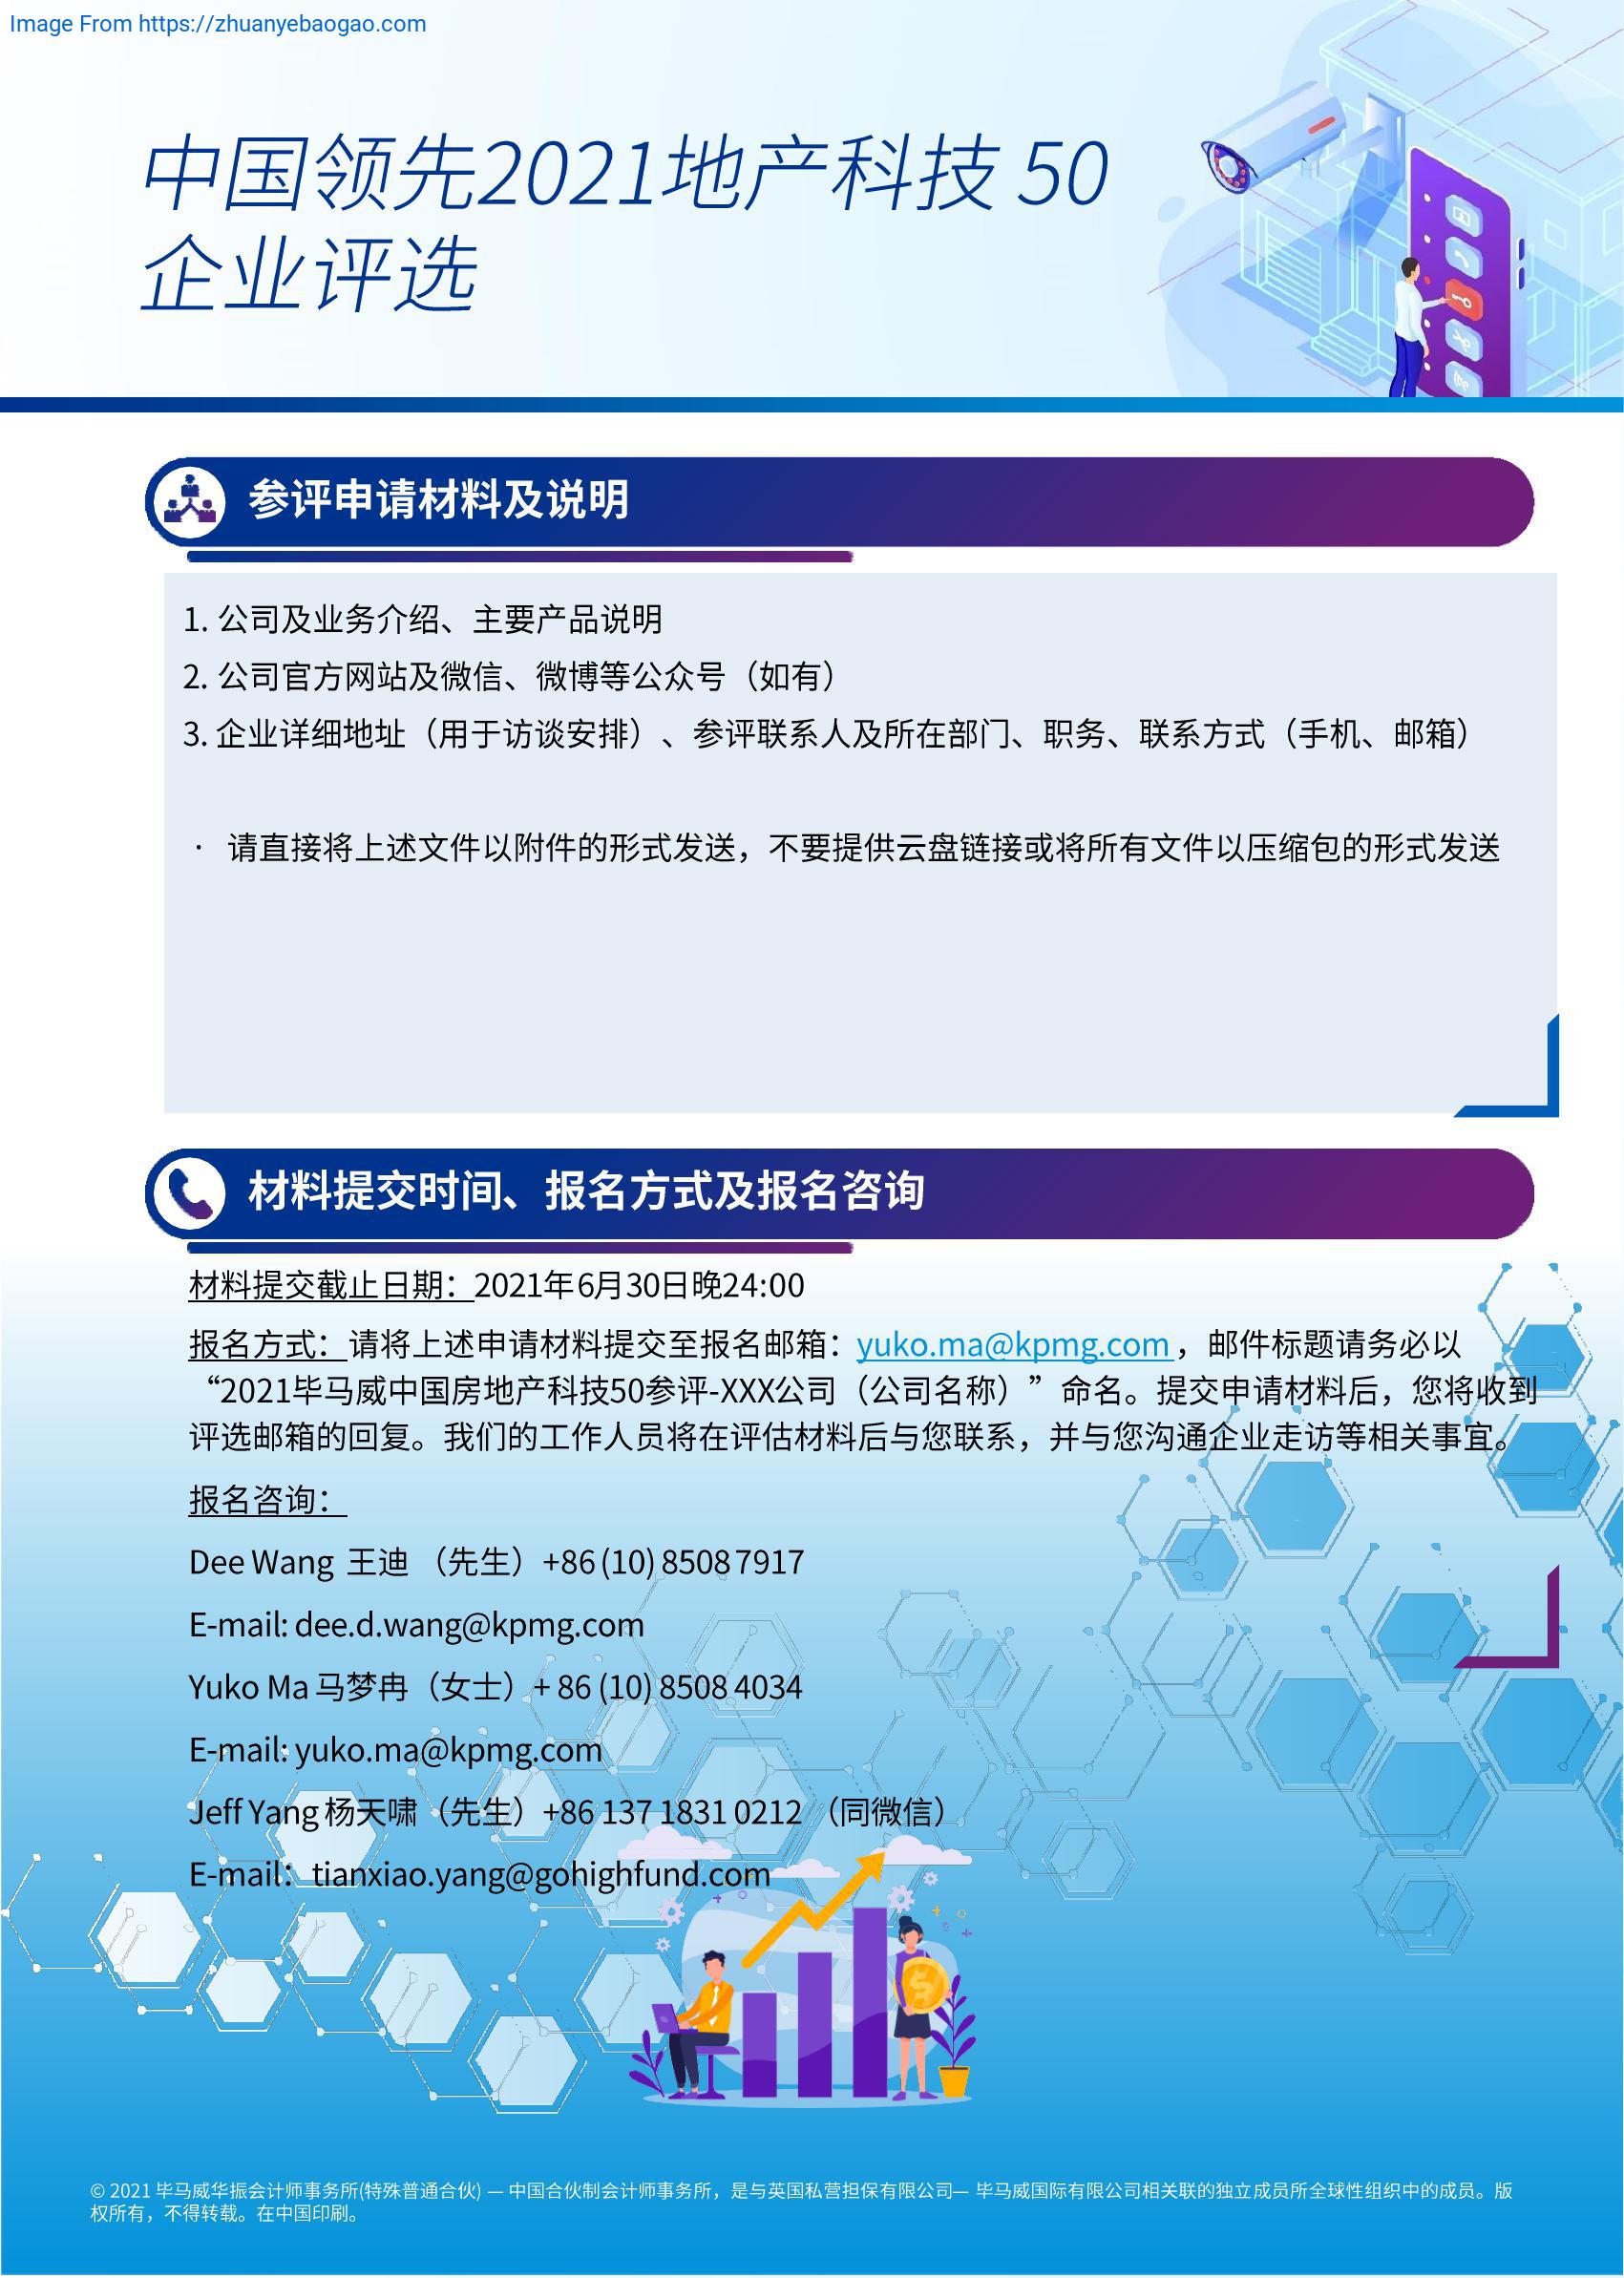 Image From https://zhuanyebaogao.com
中国领先2021地产科技 50
企业评选
参评申请材料及说明
1. 公司及业务介绍、主要产品说明
2. 公司官方网站及微信、微博等公众号（如有）
3. 企业详细地址（用于访谈安排）、参评联系人及所在部门、职务、联系方式（手机、邮箱）
· 请直接将上述文件以附件的形式发送，不要提供云盘链接或将所有文件以压缩包的形式发送
材料提交时间、报名方式及报名咨询
材料提交截止日期：2021年6月30日晚24:00
报名方式：请将上述申请材料提交至报名邮箱：yuko.ma@kpmg.com，邮件标题请务必以
“2021毕马威中国房地产科技50参评-XXX公司（公司名称）”命名。提交申请材料后，您将收到
评选邮箱的回复。我们的工作人员将在评估材料后与您联系，并与您沟通企业走访等相关事宜。
报名咨询：
Dee Wang 王迪 （先生）+86 (10) 8508 7917
E-mail: dee.d.wang@kpmg.com
Yuko Ma 马梦冉（女士）+ 86 (10) 8508 4034
E-mail: yuko.ma@kpmg.com
Jeff Yang 杨天啸（先生）+86 137 1831 0212 （同微信）
E-mail：tianxiao.yang@gohighfund.com
© 2021 毕马威华振会计师事务所(特殊普通合伙) — 中国合伙制会计师事务所，是与英国私营担保有限公司— 毕马威国际有限公司相关联的独立成员所全球性组织中的成员。版
权所有，不得转载。在中国印刷。